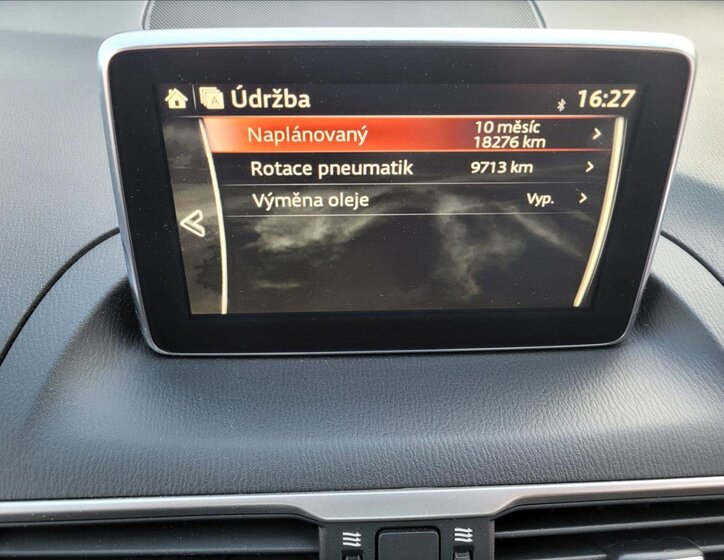 A Údržba 16:27
Naplánovaný 10 měsíc
18276 km
Rotace pneumatik 9713 km
Výměna oleje Vyp.